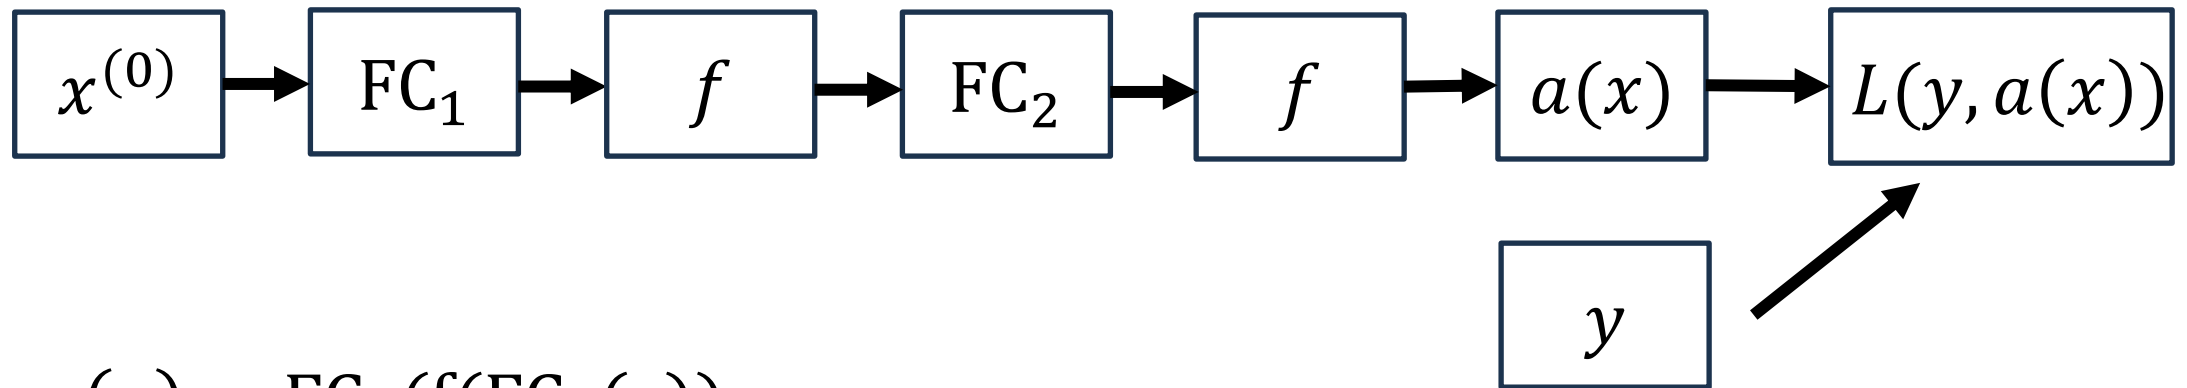 x^(0) FC_1 f FC_2 f a(x) L(y, a(x))
y